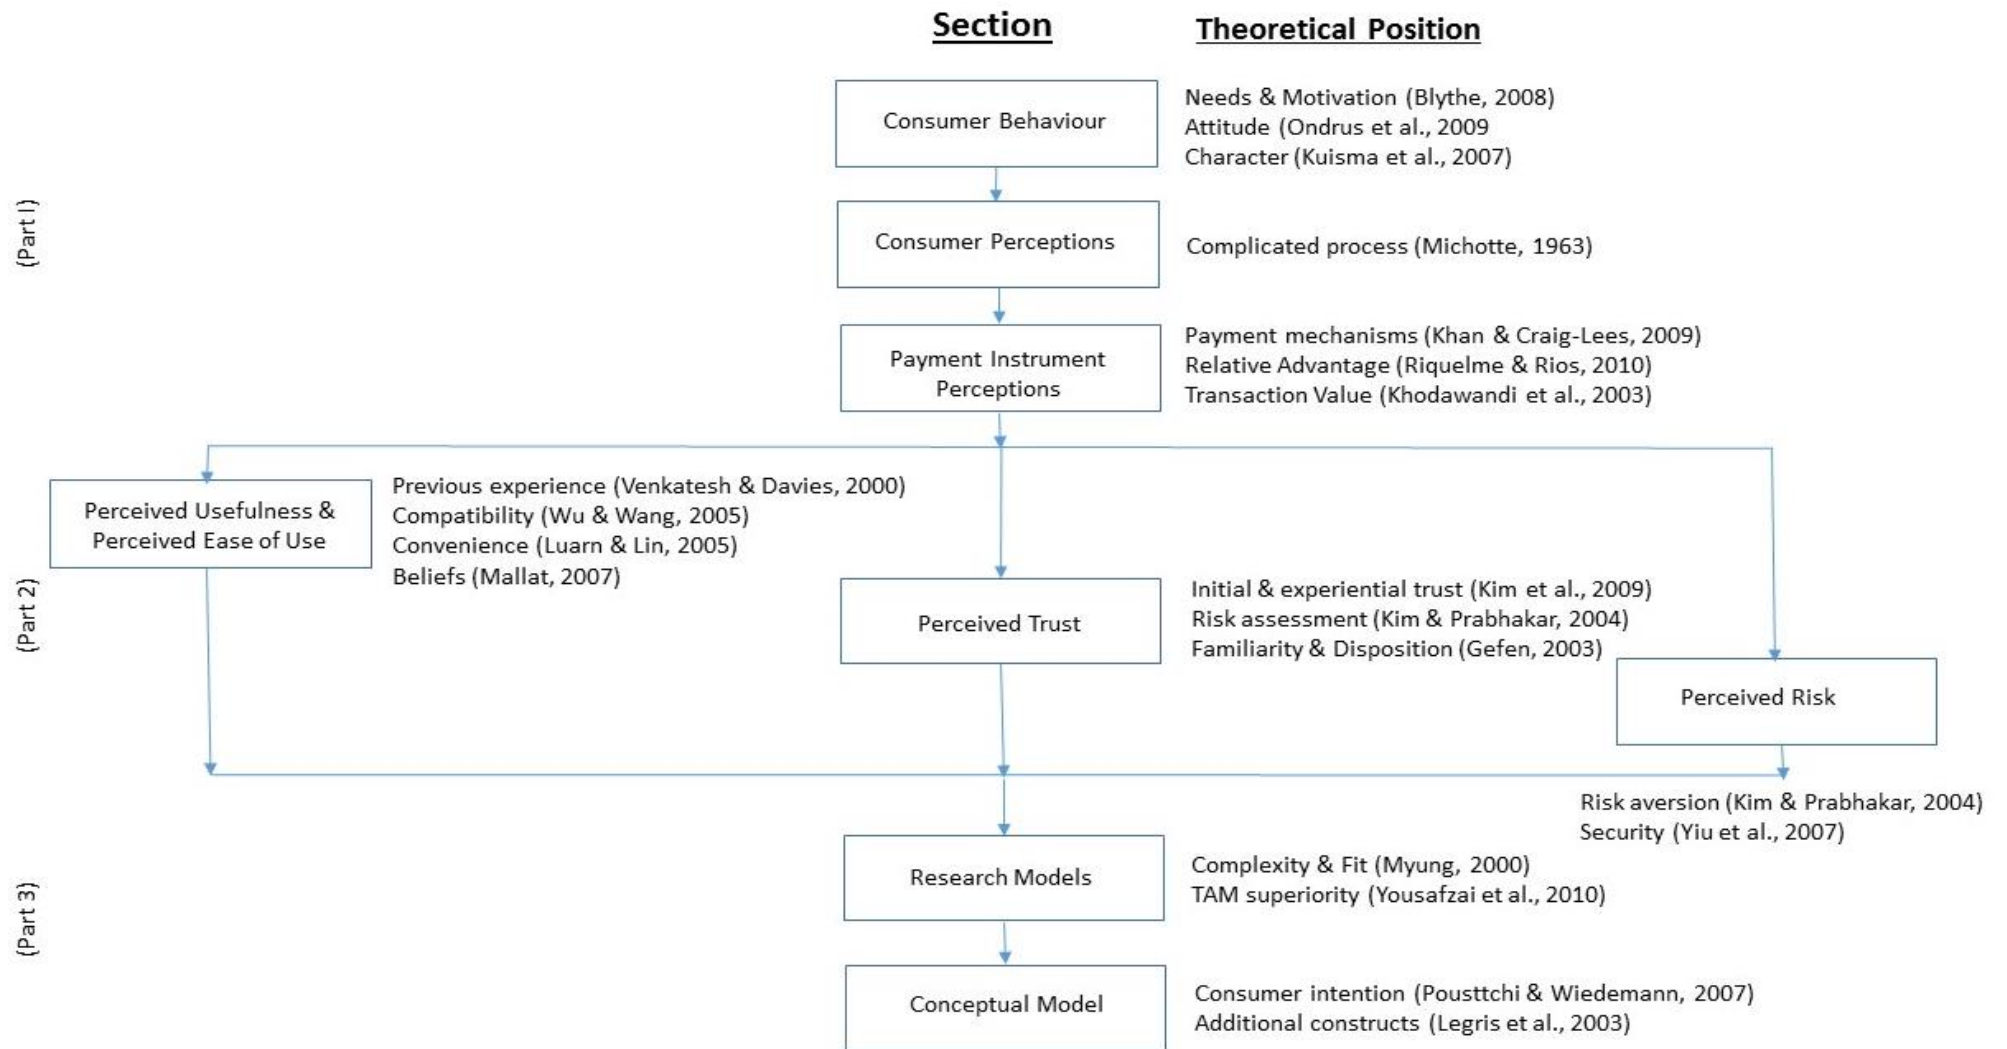 Section
Theoretical Position
(Part I)
Consumer Behaviour
Needs & Motivation (Blythe, 2008)
Attitude (Ondrus et al., 2009
Character (Kuisma et al., 2007)
Consumer Perceptions
Complicated process (Michotte, 1963)
Payment Instrument
Perceptions
Payment mechanisms (Khan & Craig-Lees, 2009)
Relative Advantage (Riquelme & Rios, 2010)
Transaction Value (Khodawandi et al., 2003)
(Part 2)
Perceived Usefulness &
Perceived Ease of Use
Previous experience (Venkatesh & Davies, 2000)
Compatibility (Wu & Wang, 2005)
Convenience (Luarn & Lin, 2005)
Beliefs (Mallat, 2007)
Perceived Trust
Initial & experiential trust (Kim et al., 2009)
Risk assessment (Kim & Prabhakar, 2004)
Familiarity & Disposition (Gefen, 2003)
Perceived Risk
Risk aversion (Kim & Prabhakar, 2004)
Security (Yiu et al., 2007)
(Part 3)
Research Models
Complexity & Fit (Myung, 2000)
TAM superiority (Yousafzai et al., 2010)
Conceptual Model
Consumer intention (Pousttchi & Wiedemann, 2007)
Additional constructs (Legris et al., 2003)